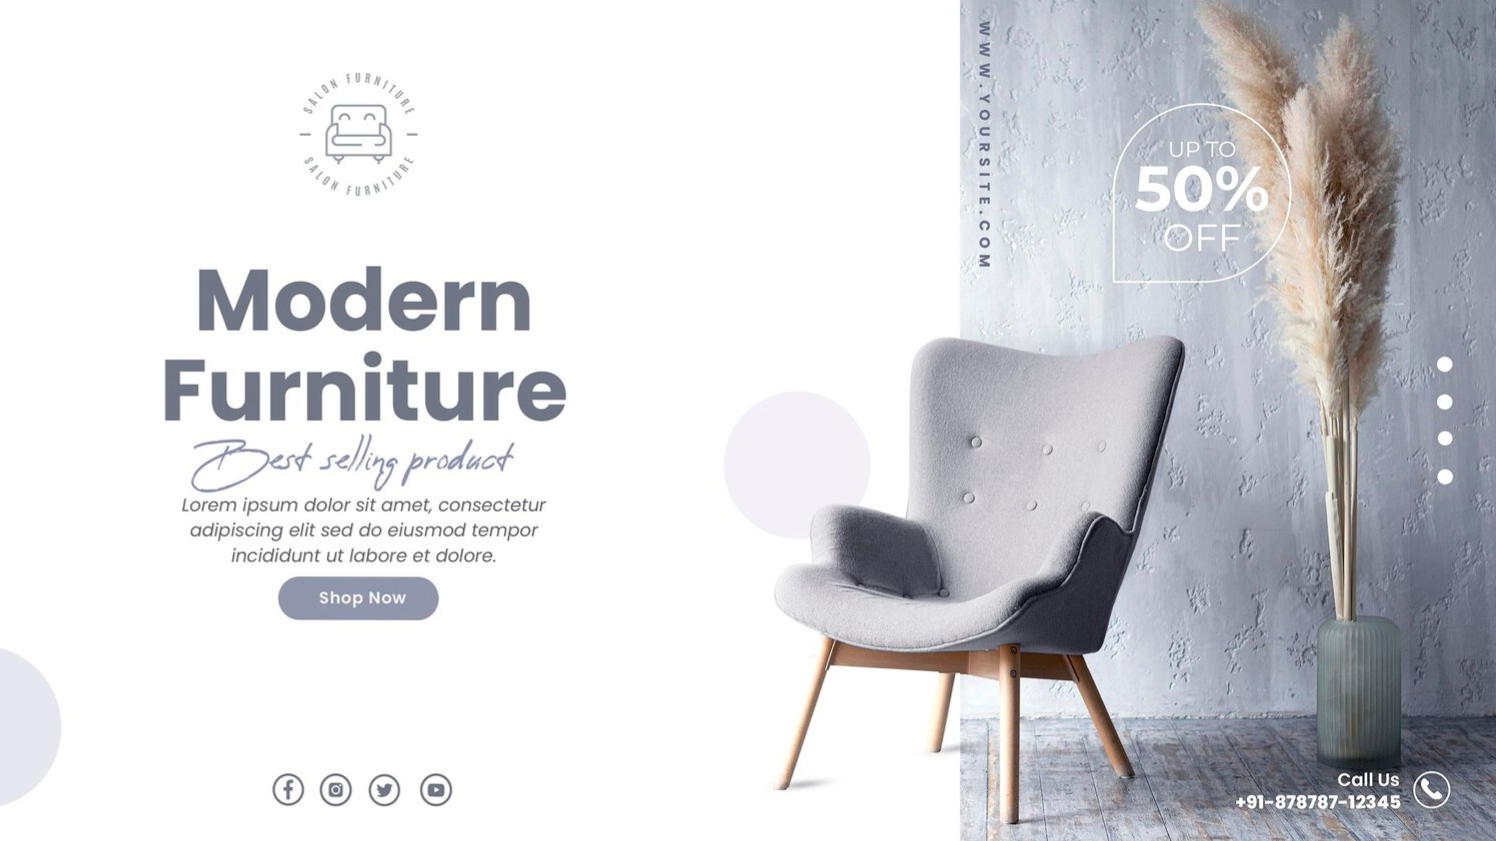 SALON FURNITURE
SALON FURNITURE
Modern
Furniture
Best selling product
Lorem ipsum dolor sit amet, consectetur
adipiscing elit sed do eiusmod tempor
incididunt ut labore et dolore.
Shop Now
WWW.YOURSITE.COM
UP TO
50%
OFF
Call Us
+91-878787-12345